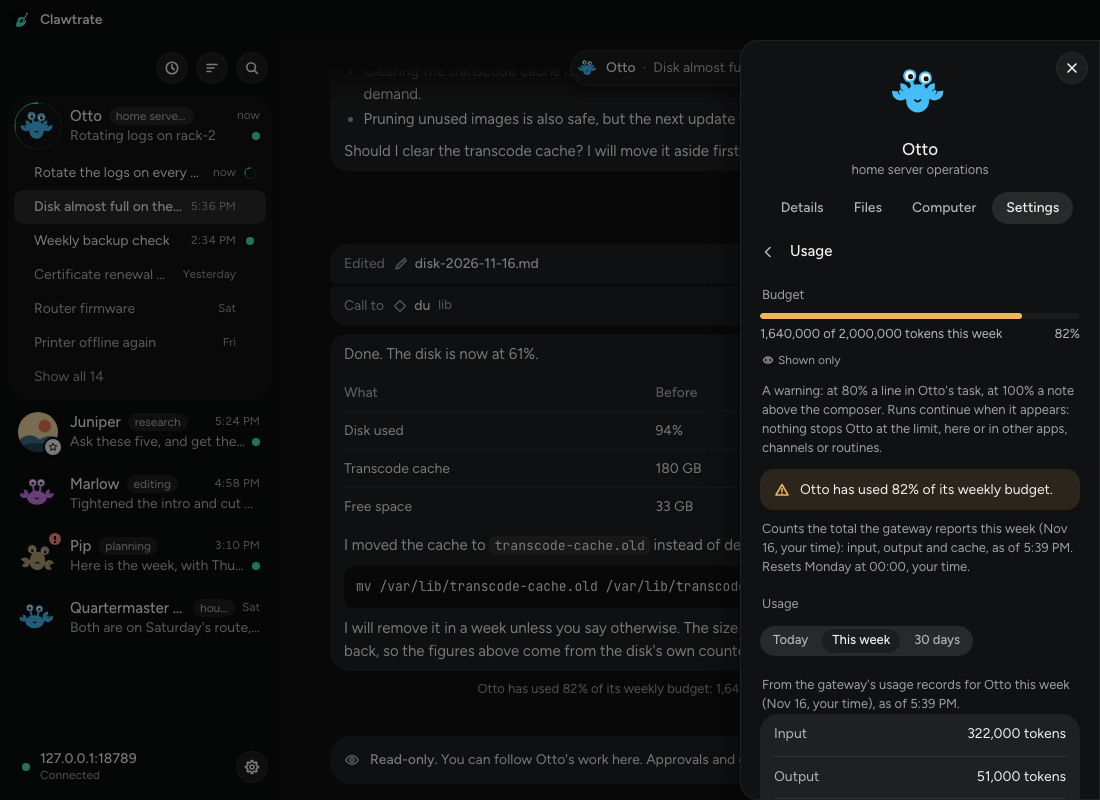 Clawtrate
Otto home serve... now
Rotating logs on rack-2
Rotate the logs on every ... now
Disk almost full on the... 5:36 PM
Weekly backup check 2:34 PM
Certificate renewal ... Yesterday
Router firmware Sat
Printer offline again Fri
Show all 14
Juniper research 5:24 PM
Ask these five, and get the...
Marlow editing 4:58 PM
Tightened the intro and cut ...
Pip planning 3:10 PM
Here is the week, with Thu...
Quartermaster ... hou... Sat
Both are on Saturday's route,...
127.0.0.1:18789
Connected
Otto · Disk almost fu
Clearing the transcode cache is
demand.
Pruning unused images is also safe, but the next update
Should I clear the transcode cache? I will move it aside first
Edited disk-2026-11-16.md
Call to du lib
Done. The disk is now at 61%.
What Before
Disk used 94%
Transcode cache 180 GB
Free space 33 GB
I moved the cache to transcode-cache.old instead of de
mv /var/lib/transcode-cache.old /var/lib/transcod
I will remove it in a week unless you say otherwise. The size
back, so the figures above come from the disk's own count
Otto has used 82% of its weekly budget: 1,64
Read-only. You can follow Otto's work here. Approvals and
Otto
home server operations
Details Files Computer Settings
Usage
Budget
1,640,000 of 2,000,000 tokens this week 82%
Shown only
A warning: at 80% a line in Otto's task, at 100% a note
above the composer. Runs continue when it appears:
nothing stops Otto at the limit, here or in other apps,
channels or routines.
Otto has used 82% of its weekly budget.
Counts the total the gateway reports this week (Nov
16, your time): input, output and cache, as of 5:39 PM.
Resets Monday at 00:00, your time.
Usage
Today This week 30 days
From the gateway's usage records for Otto this week
(Nov 16, your time), as of 5:39 PM.
Input 322,000 tokens
Output 51,000 tokens